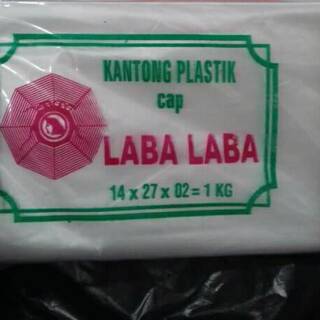 KANTONG PLASTIK
cap
LABA LABA
14 x 27 x 02 = 1 KG